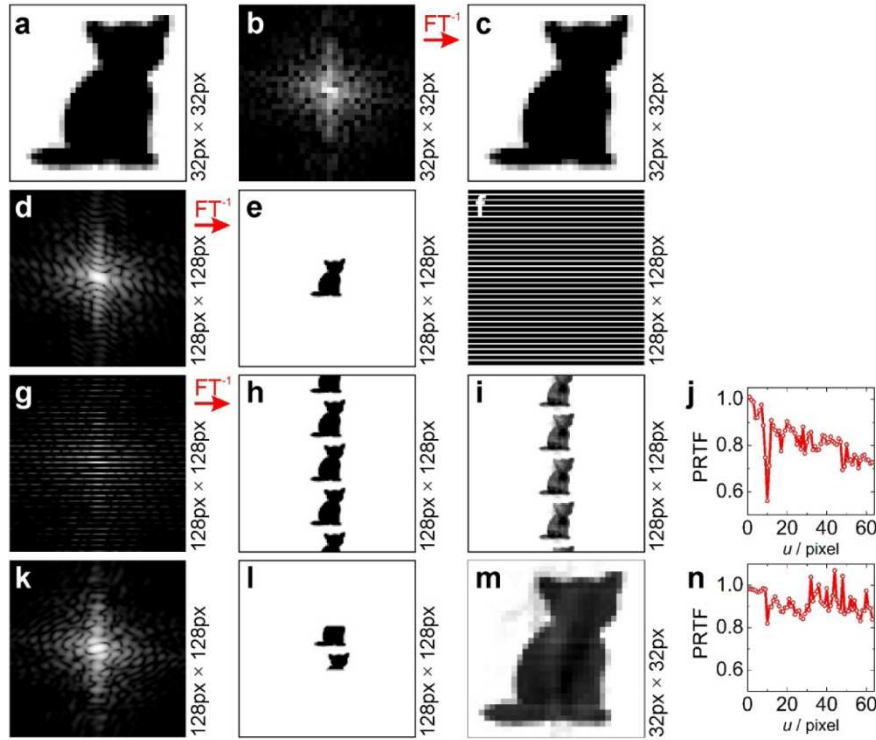 a
32px × 32px
b
32px × 32px
FT⁻¹
c
32px × 32px
d
128px × 128px
FT⁻¹
e
128px × 128px
f
128px × 128px
g
128px × 128px
FT⁻¹
h
128px × 128px
i
128px × 128px
j
PRTF
1.0
0.8
0.6
0 20 40 60
u / pixel
k
128px × 128px
l
128px × 128px
m
32px × 32px
n
PRTF
1.0
0.8
0.6
0 20 40 60
u / pixel